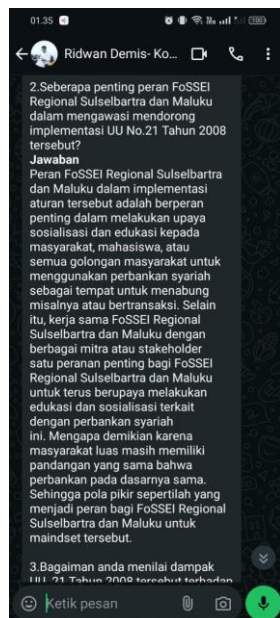 01.35
Ridwan Demis- Ko...
2.Seberapa penting peran FoSSEI
Regional Sulselbartra dan Maluku
dalam mengawasi mendorong
implementasi UU No.21 Tahun 2008
tersebut?
Jawaban
Peran FoSSEI Regional Sulselbartra
dan Maluku dalam implementasi
aturan tersebut adalah berperan
penting dalam melakukan upaya
sosialisasi dan edukasi kepada
masyarakat, mahasiswa, atau
semua golongan masyarakat untuk
menggunakan perbankan syariah
sebagai tempat untuk menabung
misalnya atau bertransaksi. Selain
itu, kerja sama FoSSEI Regional
Sulselbartra dan Maluku dengan
berbagai mitra atau stakeholder
satu peranan penting bagi FoSSEI
Regional Sulselbartra dan Maluku
untuk terus berupaya melakukan
edukasi dan sosialisasi terkait
dengan perbankan syariah
ini. Mengapa demikian karena
masyarakat luas masih memiliki
pandangan yang sama bahwa
perbankan pada dasarnya sama.
Sehingga pola pikir sepertilah yang
menjadi peran bagi FoSSEI Regional
Sulselbartra dan Maluku untuk
maindset tersebut.
3.Bagaiman anda menilai dampak
UU 21 Tahun 2008 tersebut terhadap
Ketik pesan